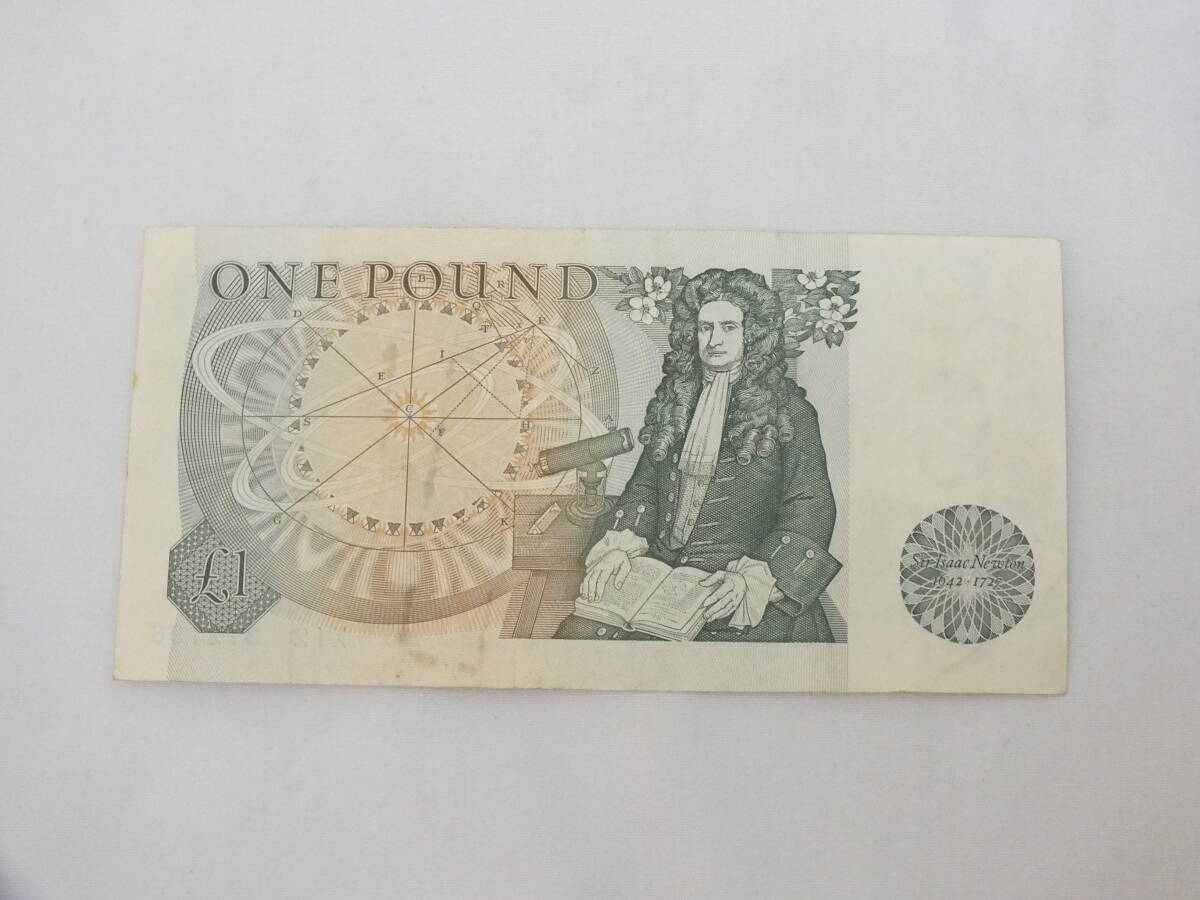 ONE POUND
B
R
D
P
I
E
Z
C
S
F
H
A
G
K
£1
Sir Isaac Newton
1642 · 1727